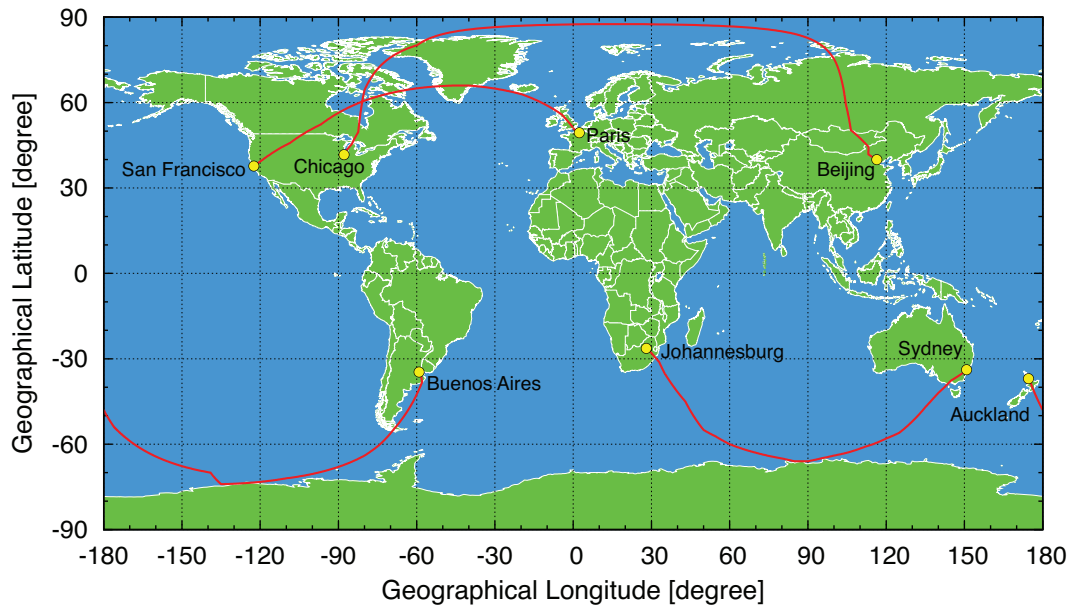 Geographical Latitude [degree]
90
60
30
0
-30
-60
-90
San Francisco
Chicago
Paris
Beijing
Johannesburg
Sydney
Buenos Aires
Auckland
-180 -150 -120 -90 -60 -30 0 30 60 90 120 150 180
Geographical Longitude [degree]